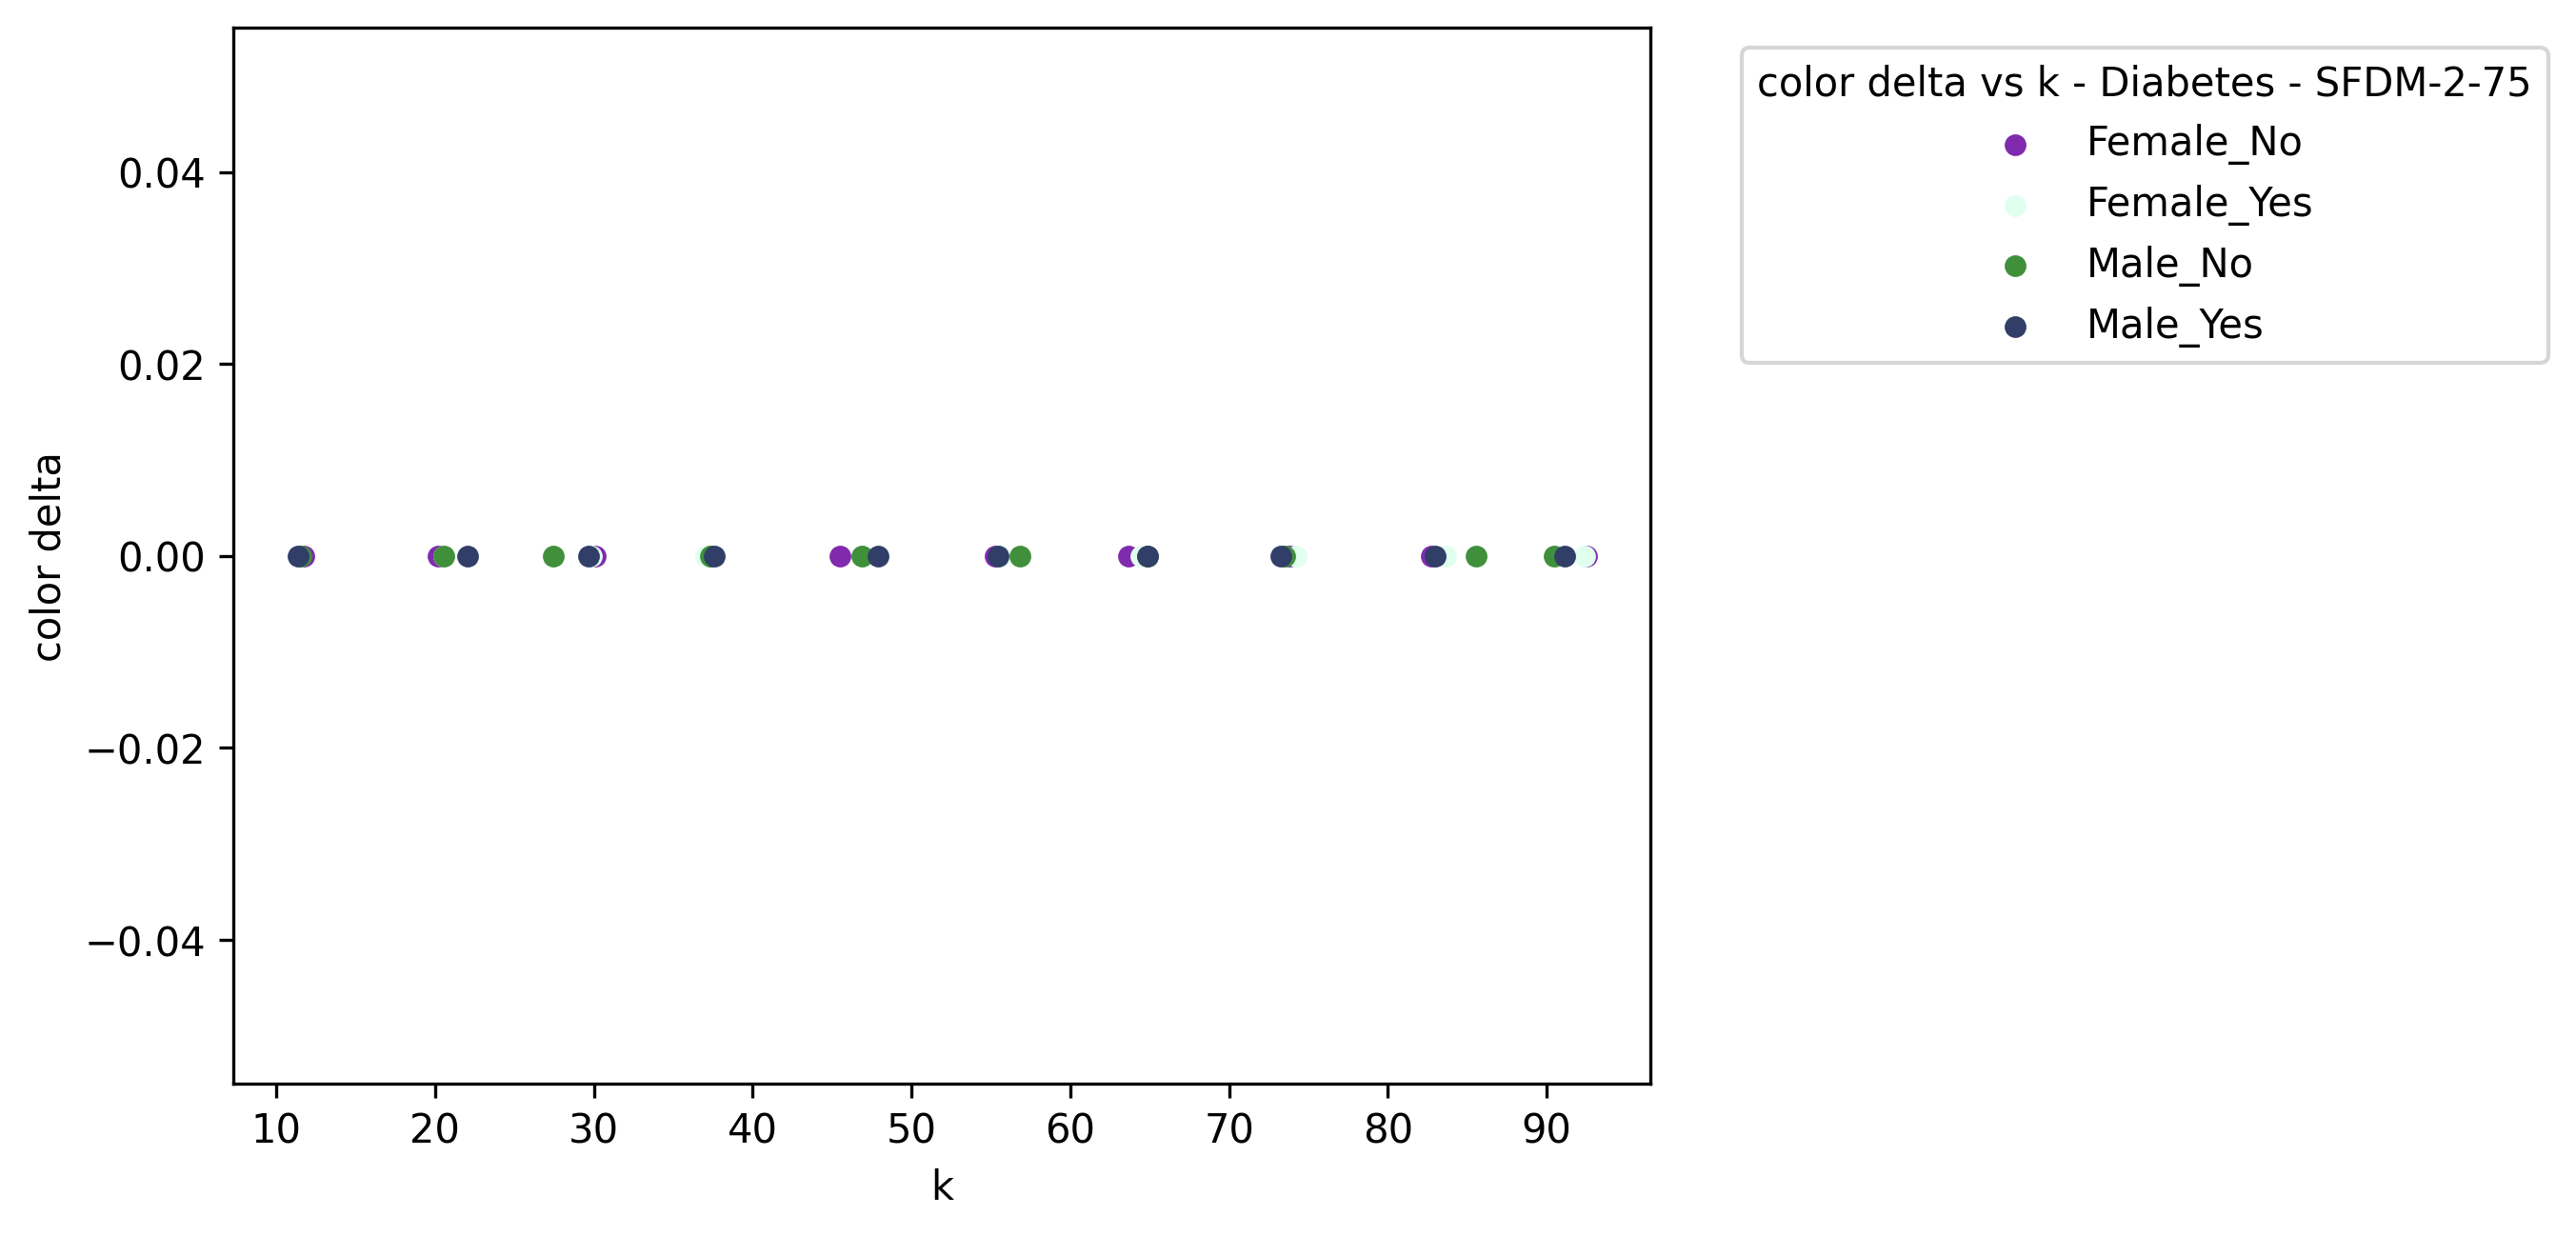 color delta vs k - Diabetes - SFDM-2-75
Female_No
Female_Yes
Male_No
Male_Yes
0.04
0.02
0.00
−0.02
−0.04
color delta
10 20 30 40 50 60 70 80 90
k